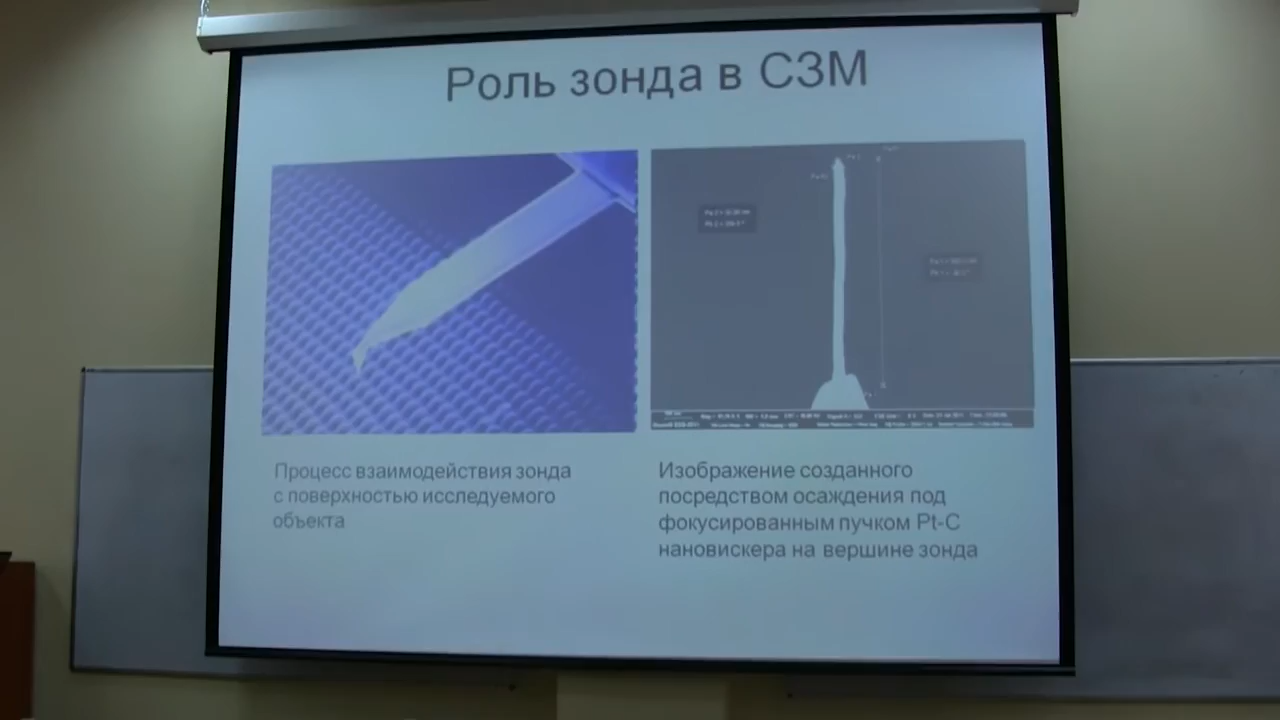 Роль зонда в СЗМ
Процесс взаимодействия зонда
с поверхностью исследуемого
объекта
Изображение созданного
посредством осаждения под
фокусированным пучком Pt-C
нановискера на вершине зонда